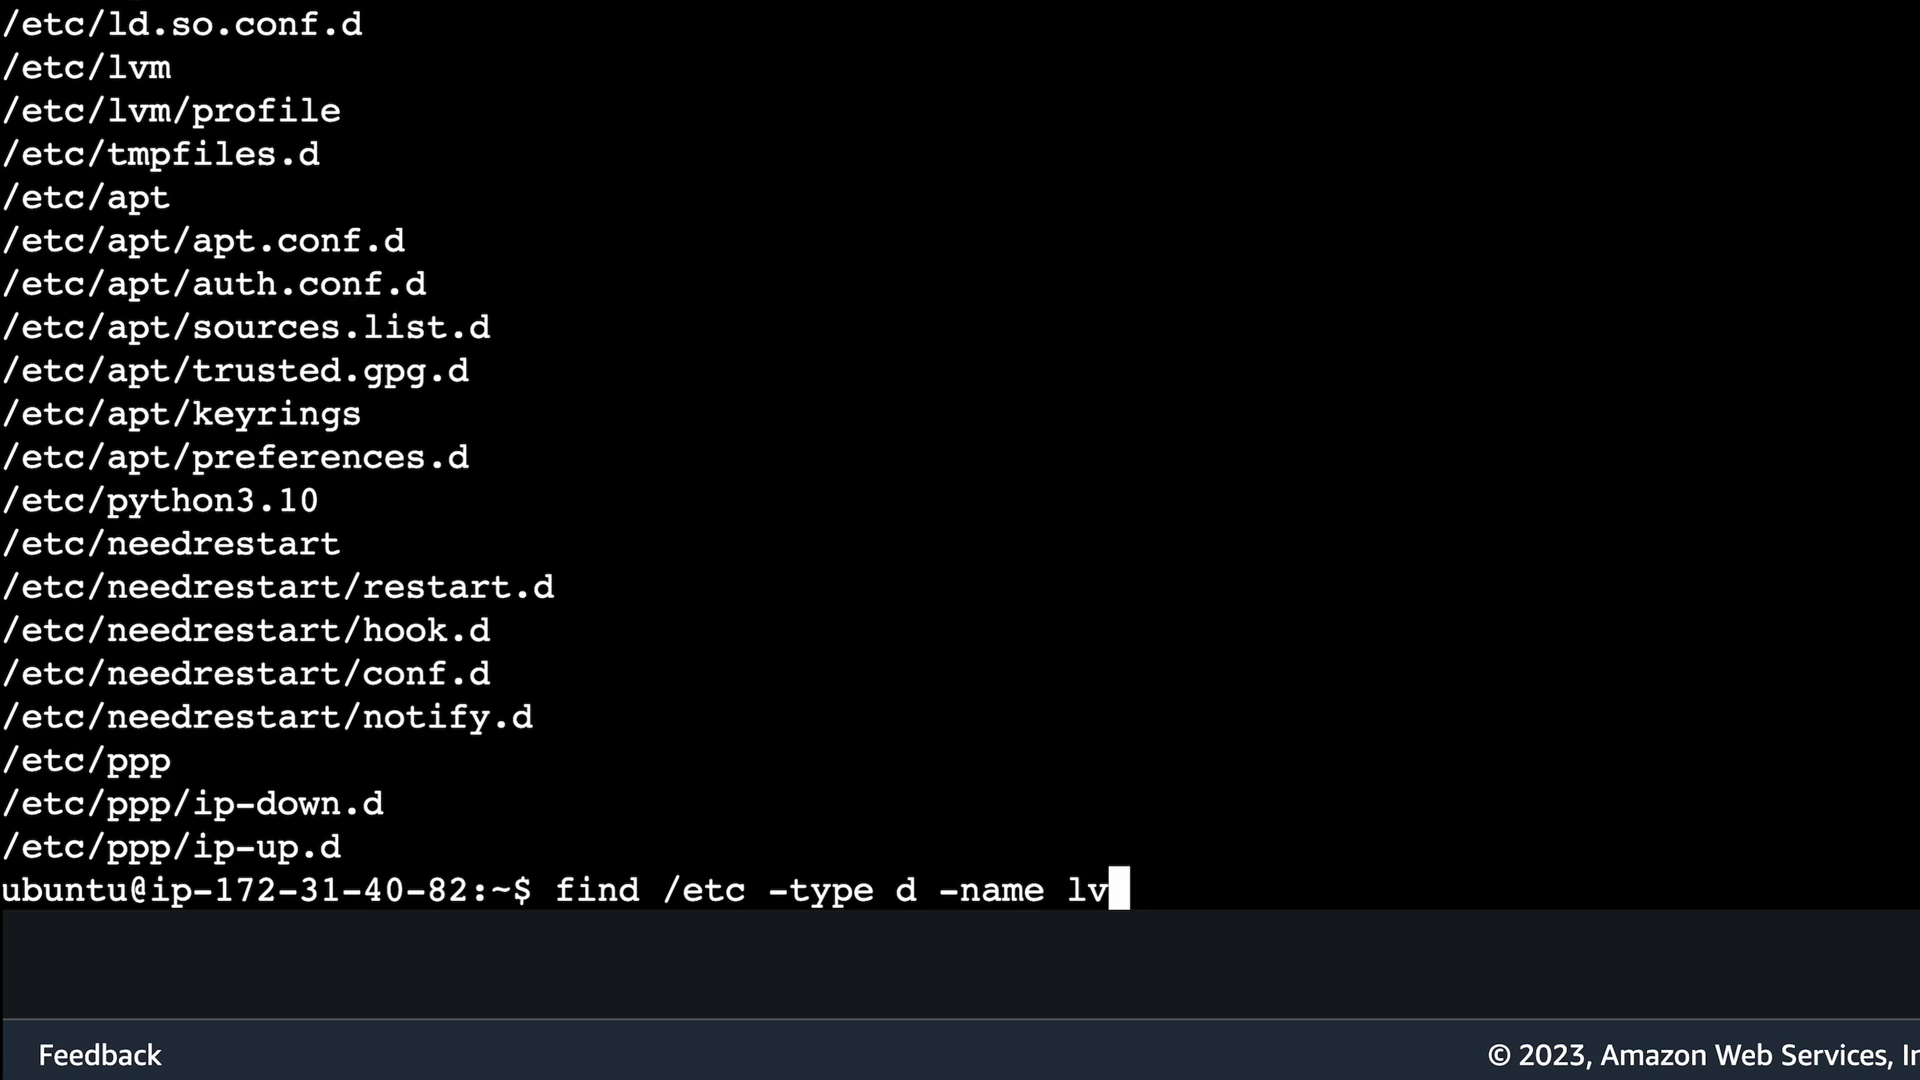 /etc/ld.so.conf.d
/etc/lvm
/etc/lvm/profile
/etc/tmpfiles.d
/etc/apt
/etc/apt/apt.conf.d
/etc/apt/auth.conf.d
/etc/apt/sources.list.d
/etc/apt/trusted.gpg.d
/etc/apt/keyrings
/etc/apt/preferences.d
/etc/python3.10
/etc/needrestart
/etc/needrestart/restart.d
/etc/needrestart/hook.d
/etc/needrestart/conf.d
/etc/needrestart/notify.d
/etc/ppp
/etc/ppp/ip-down.d
/etc/ppp/ip-up.d
ubuntu@ip-172-31-40-82:~$ find /etc -type d -name lv
Feedback
© 2023, Amazon Web Services,